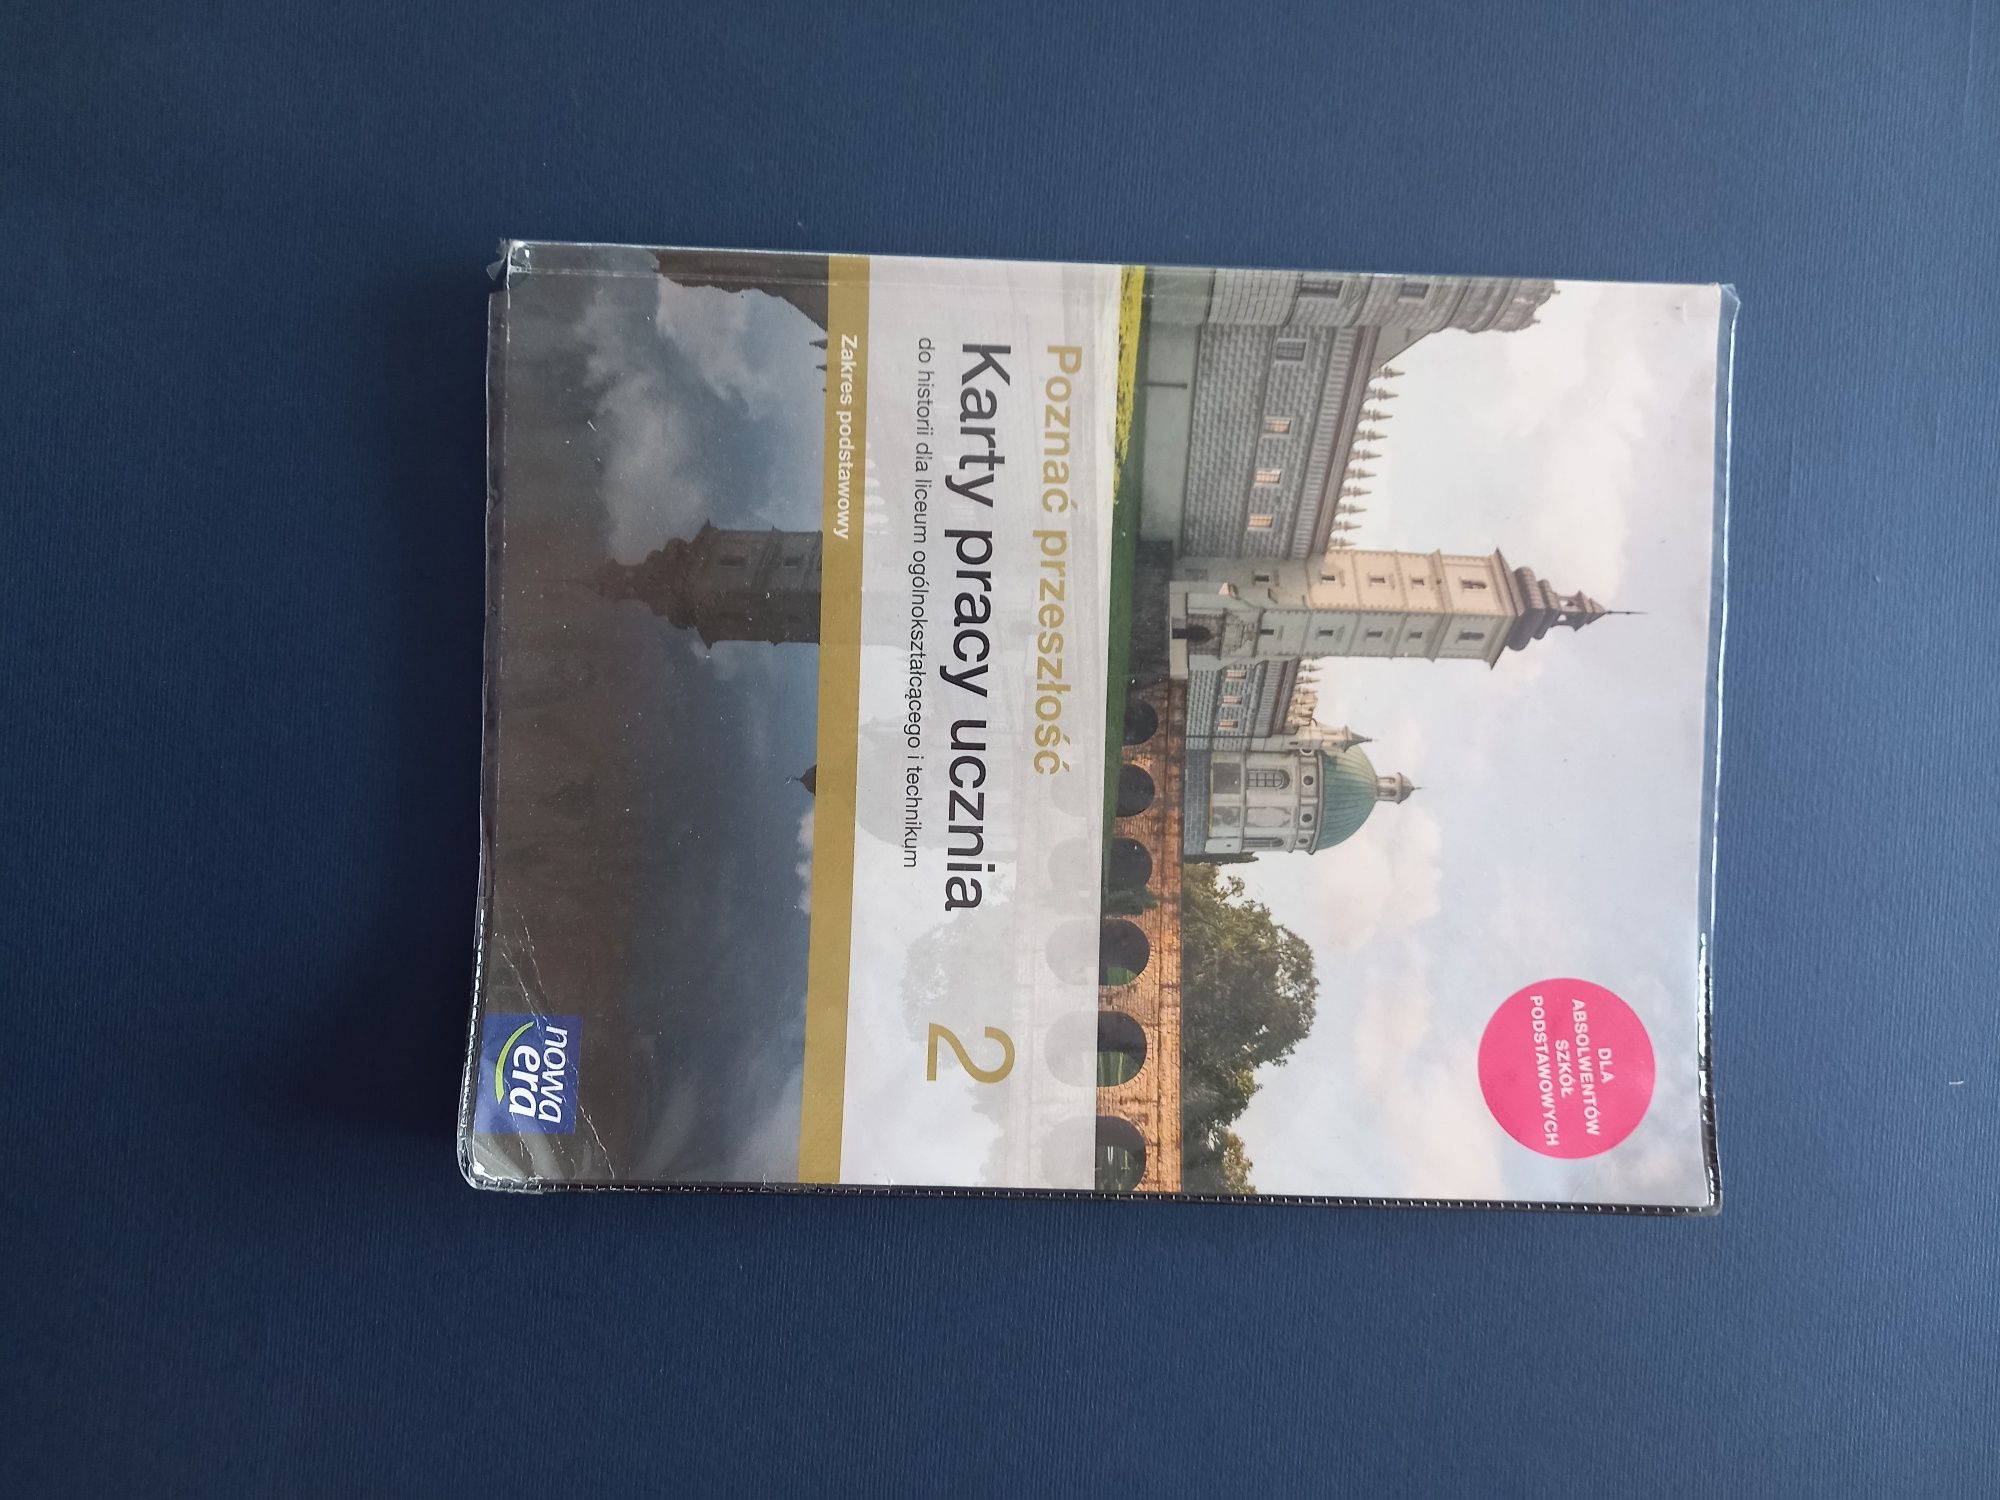 DLA
ABSOLWENTÓW
SZKÓŁ
PODSTAWOWYCH
Poznać przeszłość
Karty pracy ucznia 2
do historii dla liceum ogólnokształcącego i technikum
Zakres podstawowy
nowa
era